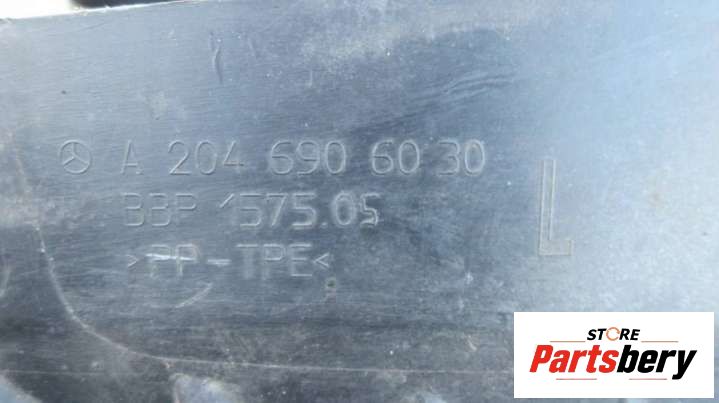 A 204 690 60 30
BBP 1575.05
>PP-TPE<
L
STORE
Partsbery